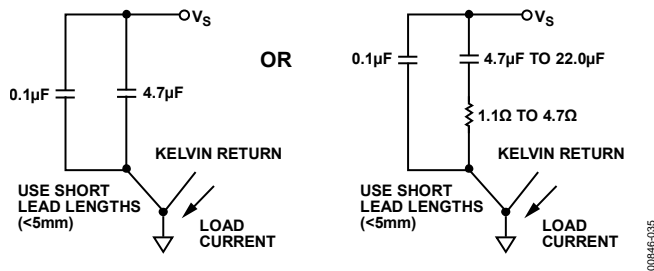 VS
0.1µF
4.7µF
KELVIN RETURN
USE SHORT
LEAD LENGTHS
(<5mm)
LOAD
CURRENT
OR
VS
0.1µF
4.7µF TO 22.0µF
1.1Ω TO 4.7Ω
KELVIN RETURN
USE SHORT
LEAD LENGTHS
(<5mm)
LOAD
CURRENT
00846-035